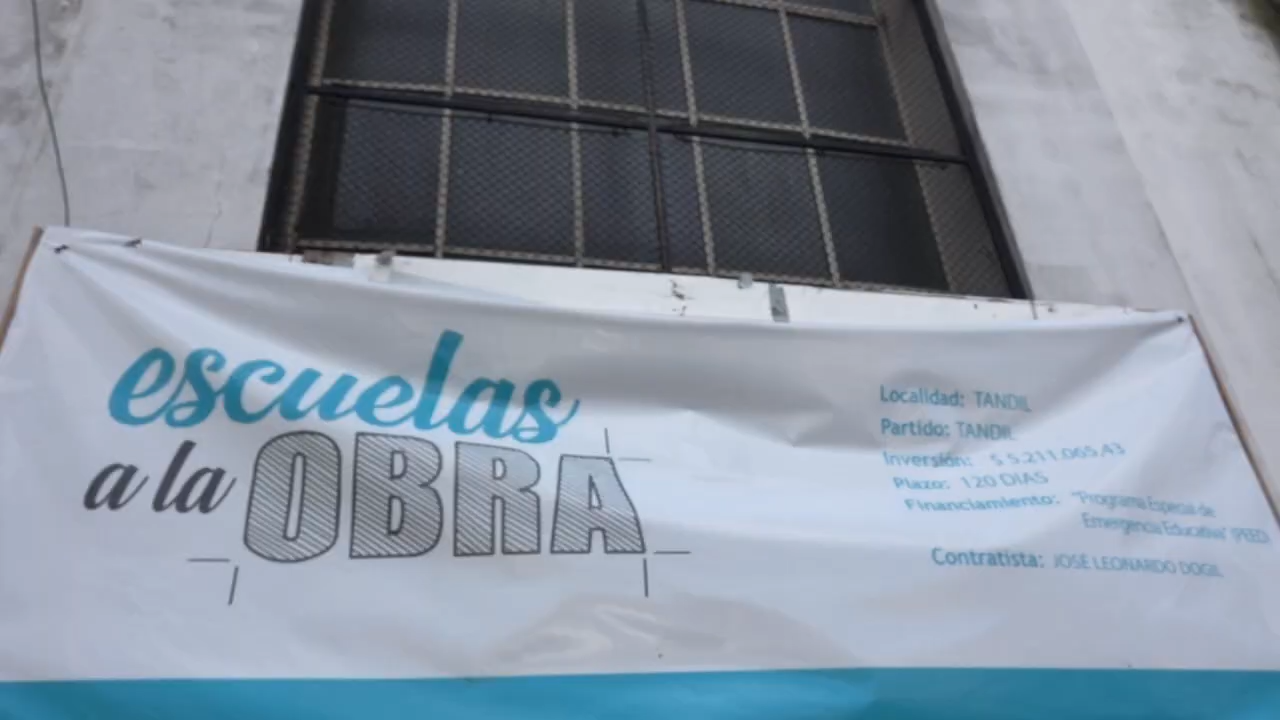 escuelas
a la OBRA
Localidad: TANDIL
Partido: TANDIL
Inversión: $ 5.211.065,43
Plazo: 120 DIAS
Financiamiento: "Programa Especial de
Emergencia Educativa" (PEED)
Contratista: JOSÉ LEONARDO DOGIL